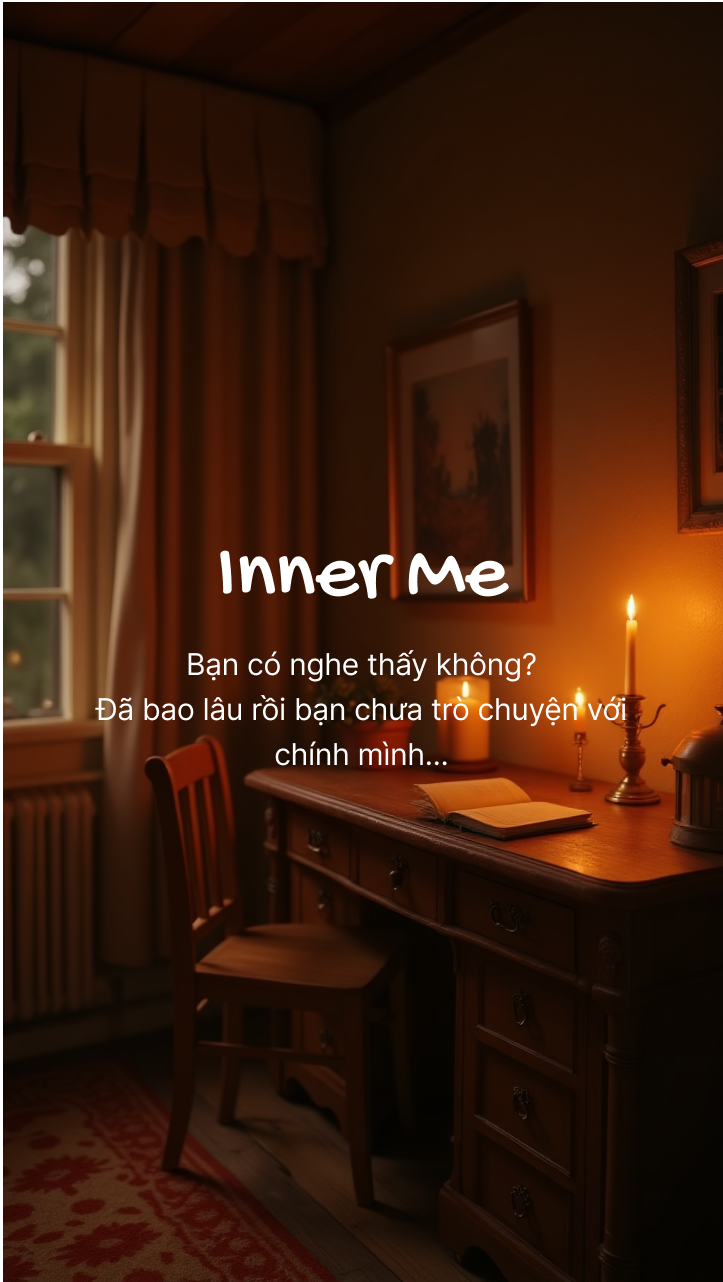 Inner Me
Bạn có nghe thấy không?
Đã bao lâu rồi bạn chưa trò chuyện với
chính mình...